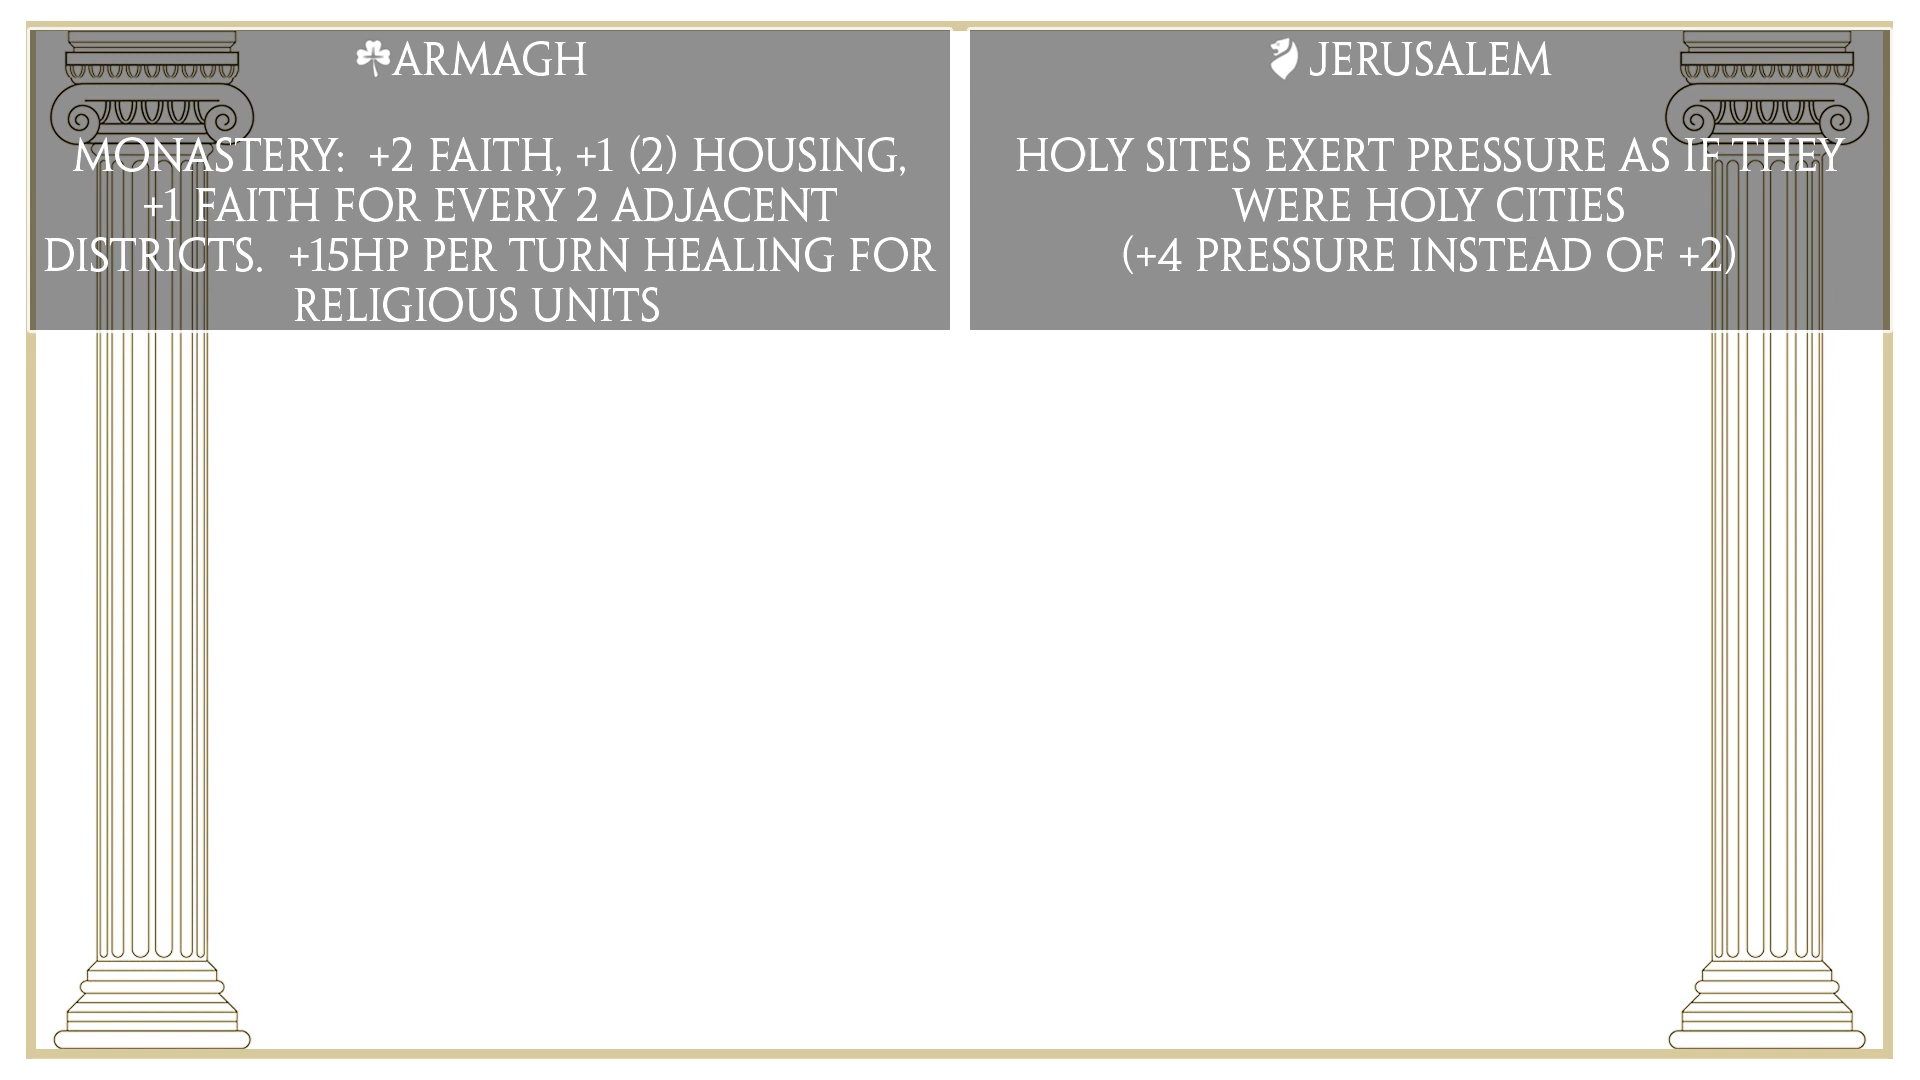 ARMAGH
MONASTERY: +2 FAITH, +1 (2) HOUSING,
+1 FAITH FOR EVERY 2 ADJACENT
DISTRICTS. +15HP PER TURN HEALING FOR
RELIGIOUS UNITS
JERUSALEM
HOLY SITES EXERT PRESSURE AS IF THEY
WERE HOLY CITIES
(+4 PRESSURE INSTEAD OF +2)